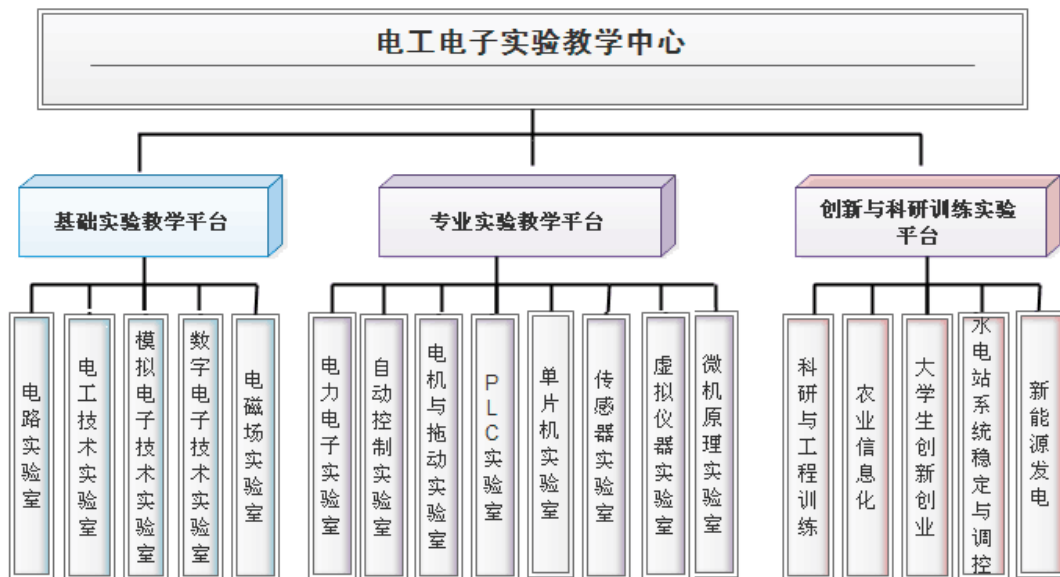 电工电子实验教学中心
基础实验教学平台
专业实验教学平台
创新与科研训练实验
平台
电路实验室
电工技术实验室
模拟电子技术实验室
数字电子技术实验室
电磁场实验室
电力电子实验室
自动控制实验室
电机与拖动实验室
PLC实验室
单片机实验室
传感器实验室
虚拟仪器实验室
微机原理实验室
科研与工程训练
农业信息化
大学生创新创业
水电站系统稳定与调控
新能源发电